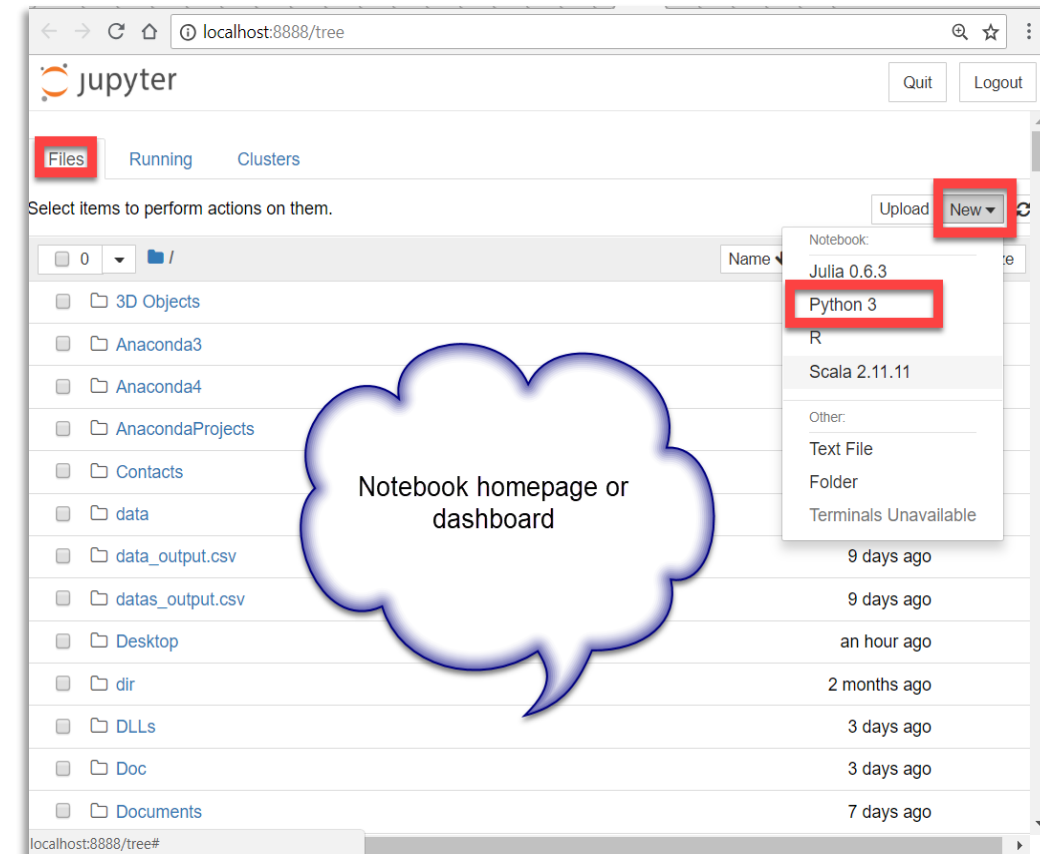 localhost:8888/tree
jupyter
Quit Logout
Files Running Clusters
Select items to perform actions on them.
Upload New
0 /
Name
Notebook:
Julia 0.6.3
Python 3
R
Scala 2.11.11
Other:
Text File
Folder
Terminals Unavailable
3D Objects
Anaconda3
Anaconda4
AnacondaProjects
Contacts
data
data_output.csv 9 days ago
datas_output.csv 9 days ago
Desktop an hour ago
dir 2 months ago
DLLs 3 days ago
Doc 3 days ago
Documents 7 days ago
Notebook homepage or
dashboard
localhost:8888/tree#